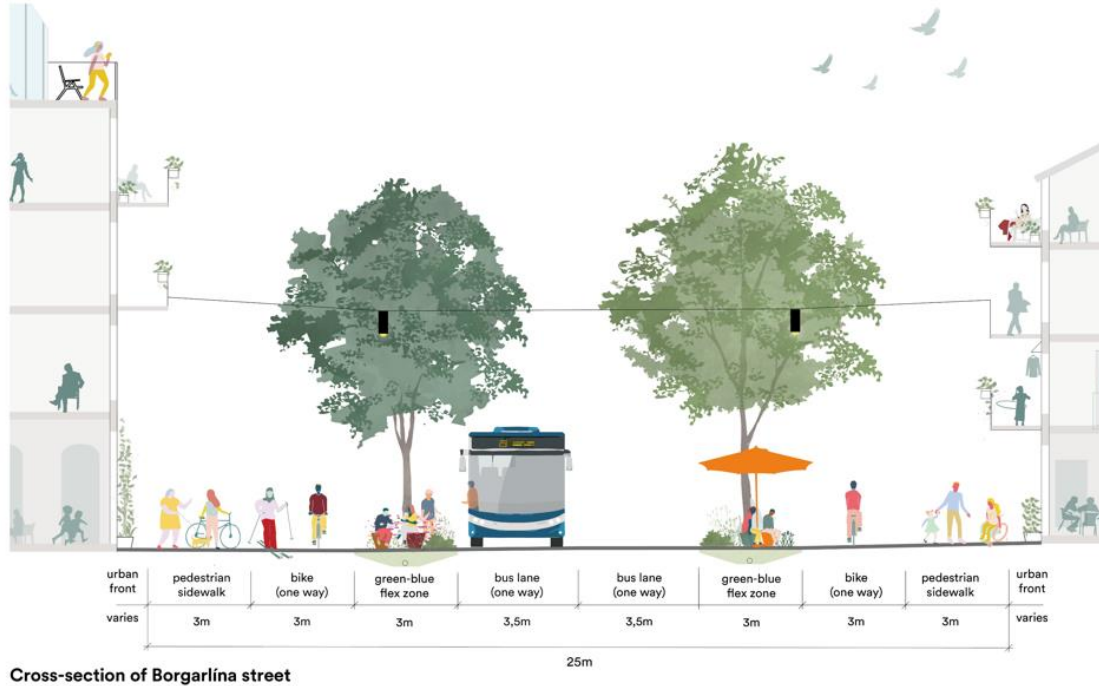 urban pedestrian bike green-blue bus lane bus lane green-blue bike pedestrian urban
front sidewalk (one way) flex zone (one way) (one way) flex zone (one way) sidewalk front
varies 3m 3m 3m 3,5m 3,5m 3m 3m 3m varies
25m
Cross-section of Borgarlína street